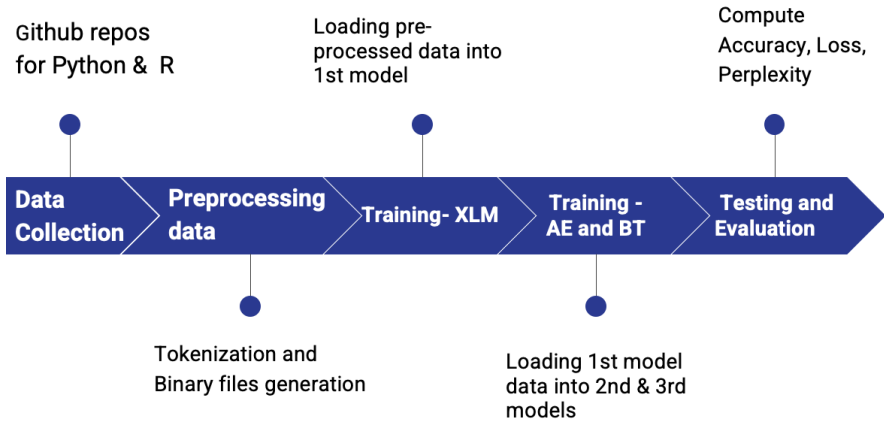 Github repos
for Python & R
Loading pre-
processed data into
1st model
Compute
Accuracy, Loss,
Perplexity
Data
Collection
Preprocessing
data
Training- XLM
Training -
AE and BT
Testing and
Evaluation
Tokenization and
Binary files generation
Loading 1st model
data into 2nd & 3rd
models